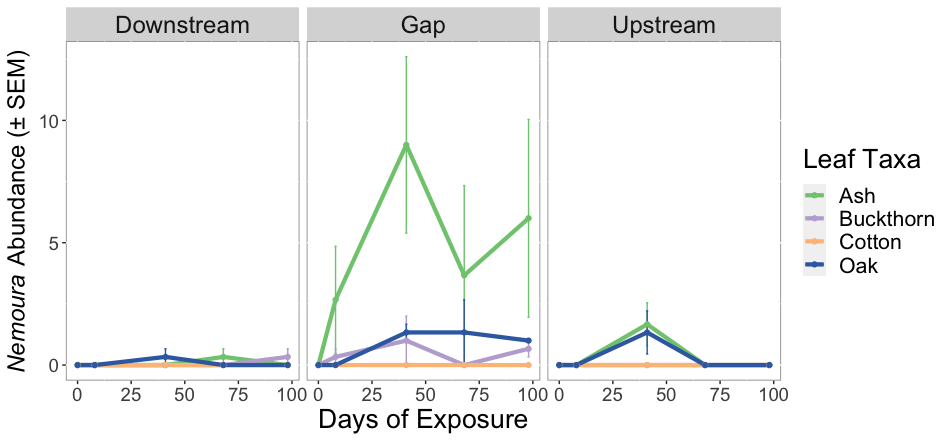 Downstream
Gap
Upstream
Nemoura Abundance (± SEM)
10
5
0
0 25 50 75 100
0 25 50 75 100
0 25 50 75 100
Days of Exposure
Leaf Taxa
Ash
Buckthorn
Cotton
Oak